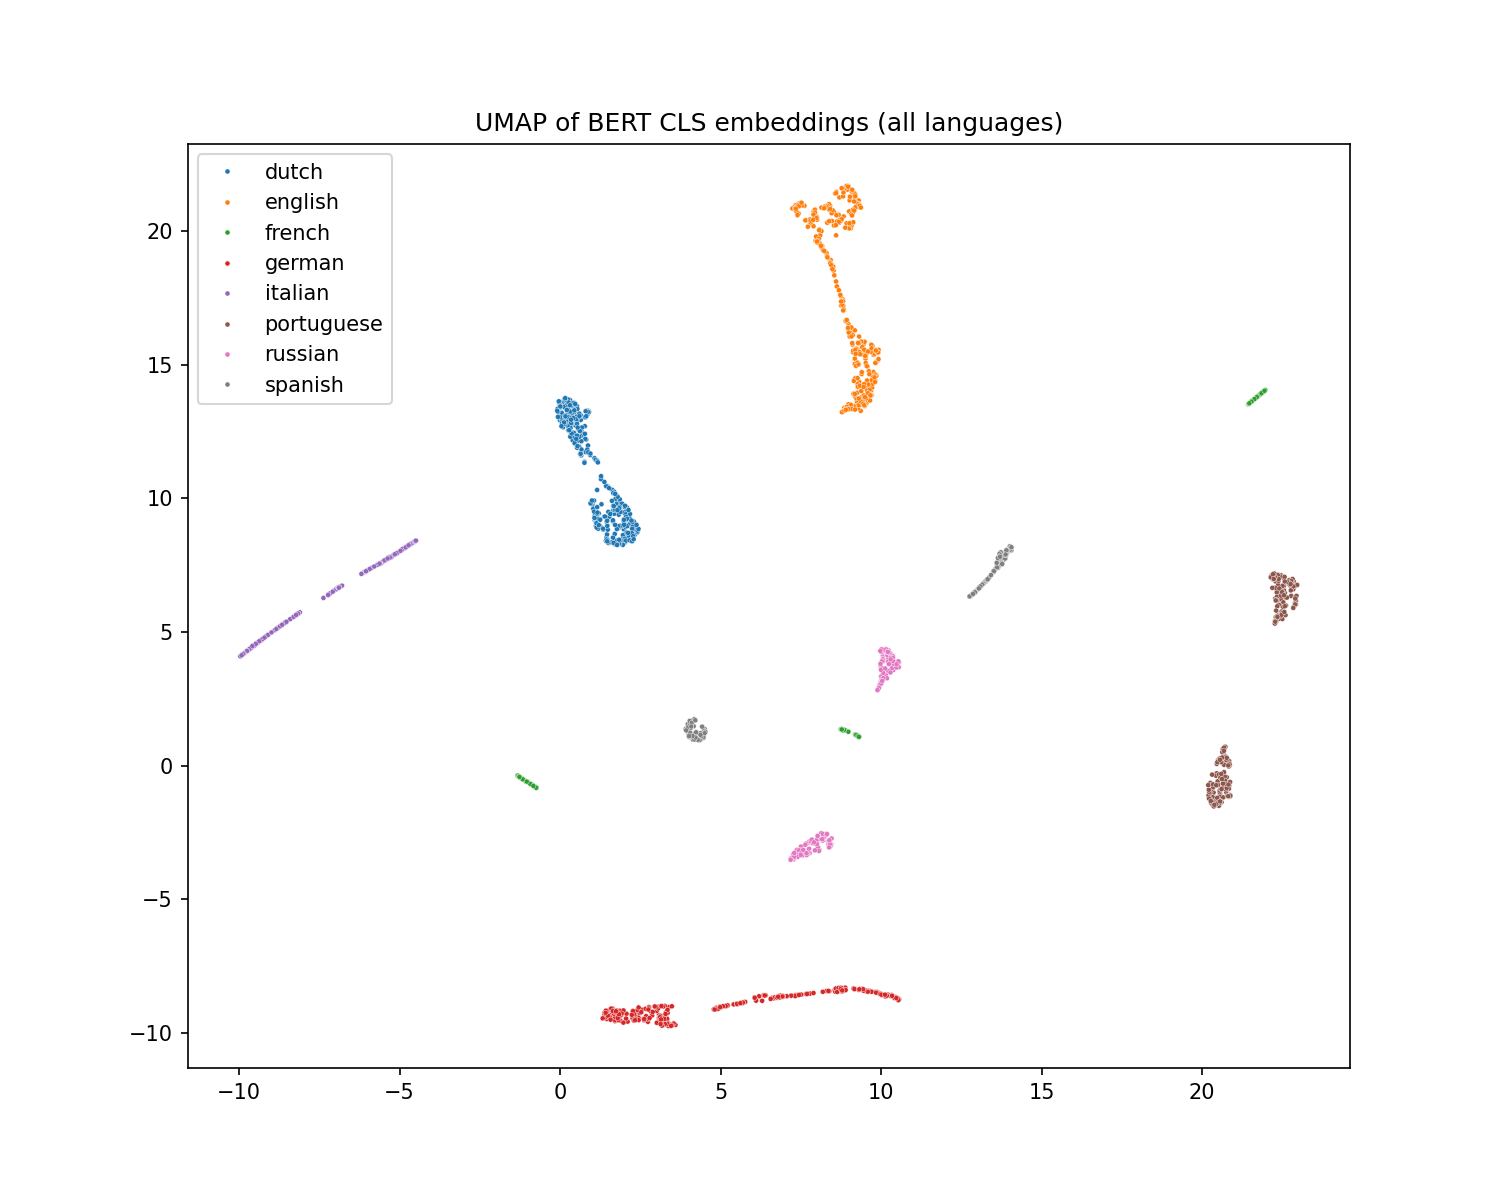 UMAP of BERT CLS embeddings (all languages)
dutch
english
french
german
italian
portuguese
russian
spanish
20
15
10
5
0
−5
−10
−10 −5 0 5 10 15 20